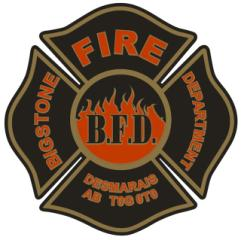 FIRE
BIGSTONE
DEPARTMENT
B.F.D.
DESMARAIS
AB T0G 0T0